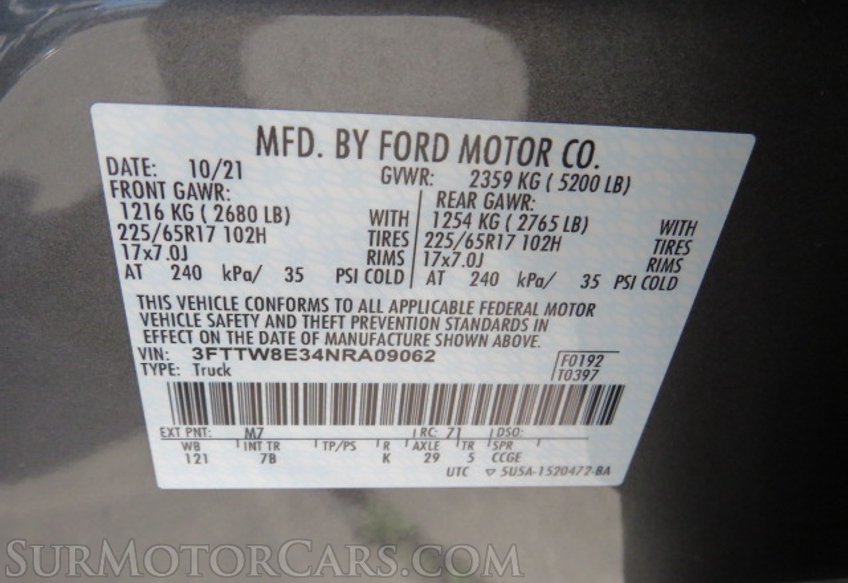 MFD. BY FORD MOTOR CO.
DATE: 10/21 GVWR: 2359 KG ( 5200 LB)
FRONT GAWR: REAR GAWR:
1216 KG ( 2680 LB) WITH 1254 KG ( 2765 LB) WITH
225/65R17 102H TIRES 225/65R17 102H TIRES
17x7.0J RIMS 17x7.0J RIMS
AT 240 kPa/ 35 PSI COLD AT 240 kPa/ 35 PSI COLD
THIS VEHICLE CONFORMS TO ALL APPLICABLE FEDERAL MOTOR
VEHICLE SAFETY AND THEFT PREVENTION STANDARDS IN
EFFECT ON THE DATE OF MANUFACTURE SHOWN ABOVE.
VIN: 3FTTW8E34NRA09062 F0192
TYPE: Truck T0397
EXT PNT: M7 RC: 71 DSO:
WB INT TR TP/PS R AXLE TR SPR
121 7B K 29 5 CCGE
UTC ▽ 5U5A-1520472-BA
SURMOTORCARS.COM